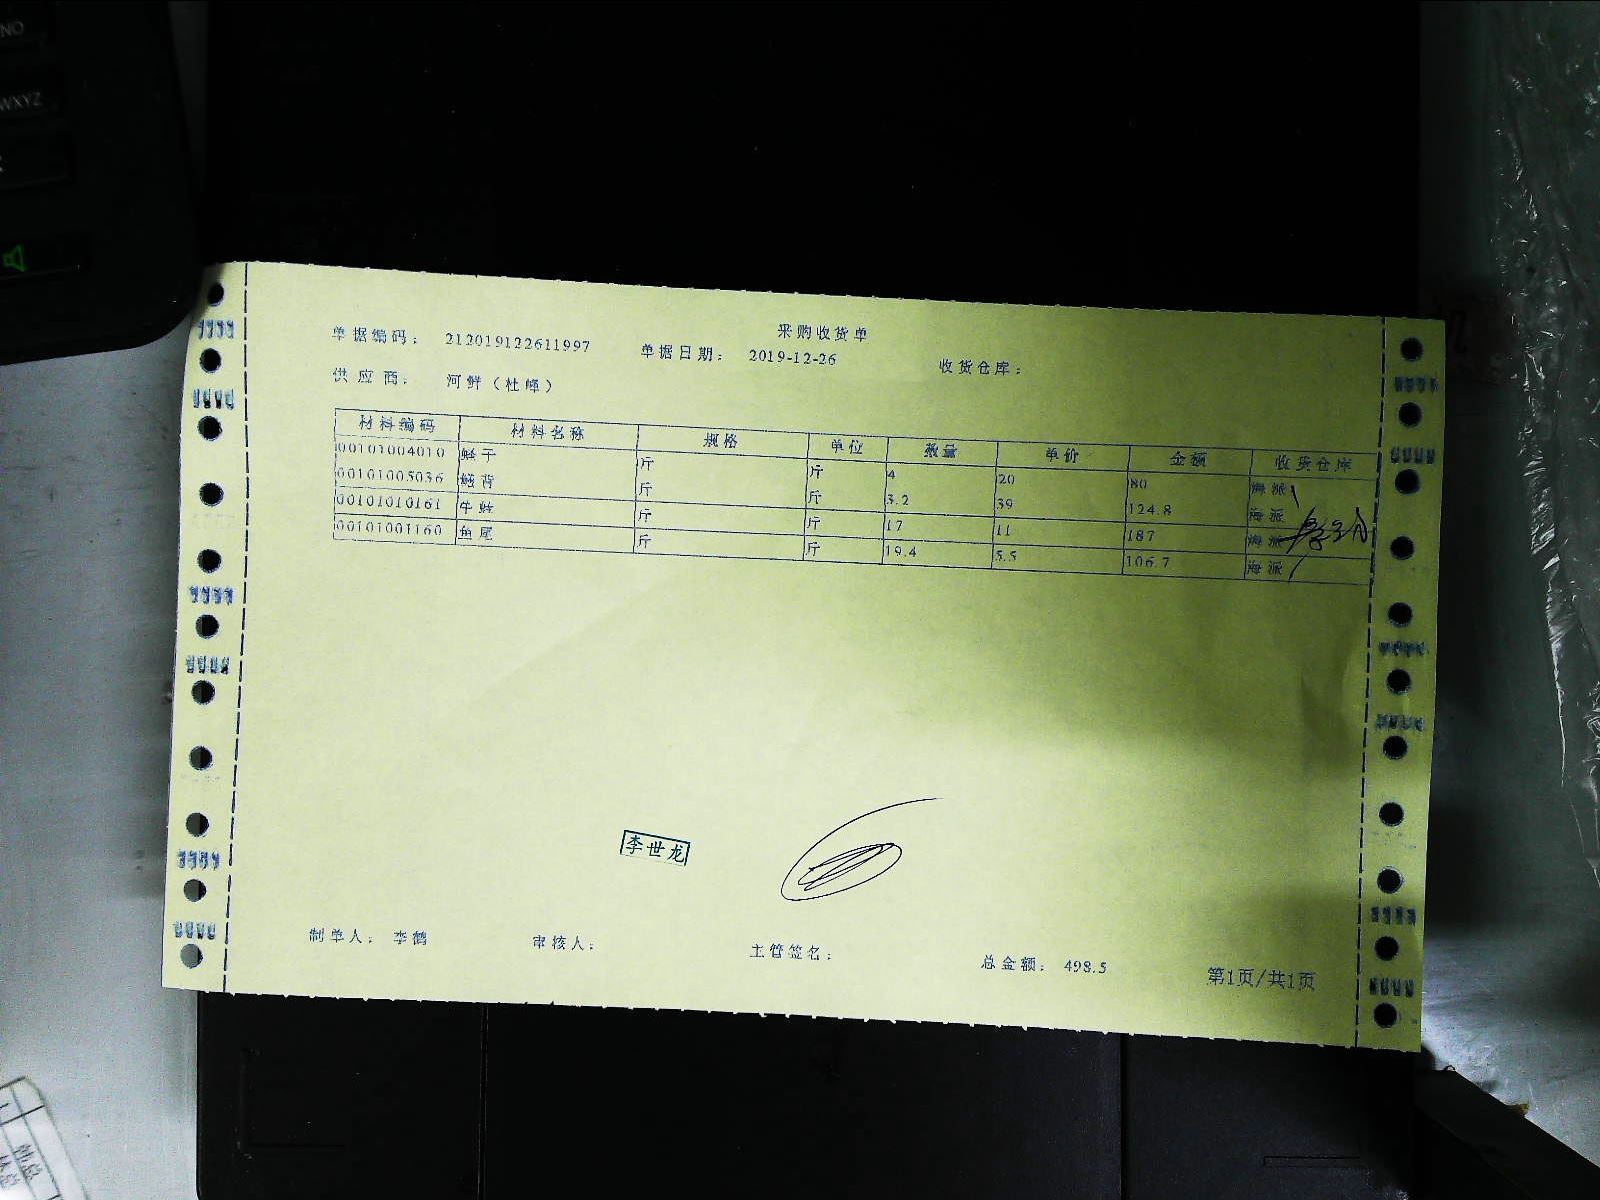 采购收货单
单据编码： 212019122611997 单据日期： 2019-12-26 收货仓库：
供应商： 河鲜（杜峰）
材料编码 材料名称 规格 单位 数量 单价 金额 收货仓库
00101004010 蛏干 斤 斤 4 20 80 海派
00101005036 鳝背 斤 斤 3.2 39 124.8 海派
00101010161 牛蛙 斤 斤 17 11 187 海派
00101001160 鱼尾 斤 斤 19.4 5.5 106.7 海派
李世龙
制单人： 李鹤 审核人： 主管签名： 总金额： 498.5 第1页/共1页
NO
WXYZ